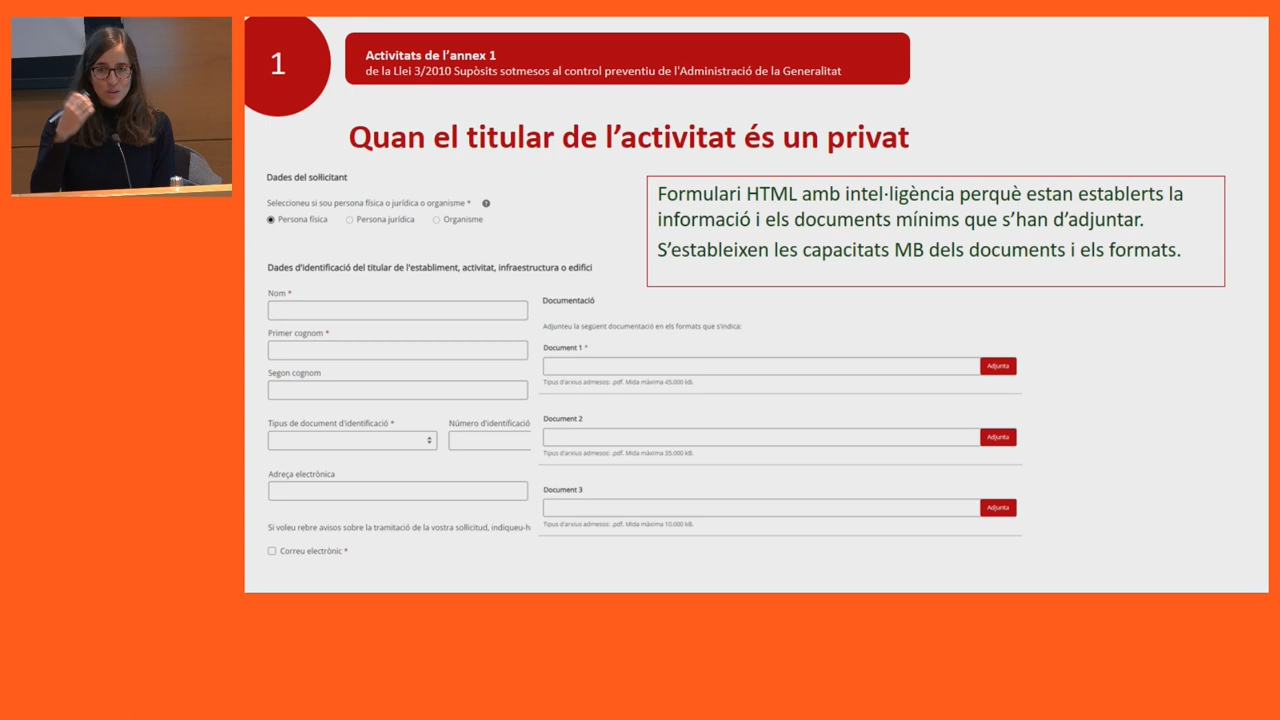 1
Activitats de l'annex 1
de la Llei 3/2010 Supòsits sotmesos al control preventiu de l'Administració de la Generalitat
Quan el titular de l'activitat és un privat
Dades del sol·licitant
Seleccioneu si sou persona física o jurídica o organisme * ?
Persona física Persona jurídica Organisme
Formulari HTML amb intel·ligència perquè estan establerts la
informació i els documents mínims que s'han d'adjuntar.
S'estableixen les capacitats MB dels documents i els formats.
Dades d'identificació del titular de l'establiment, activitat, infraestructura o edifici
Nom *
Primer cognom *
Segon cognom
Tipus de document d'identificació * Número d'identificació
Adreça electrònica
Si voleu rebre avisos sobre la tramitació de la vostra sol·licitud, indiqueu-h
Correu electrònic *
Documentació
Adjunteu la següent documentació en els formats que s'indica:
Document 1 *
Adjunta
Tipus d'arxius admesos: .pdf. Mida màxima 45.000 kB.
Document 2
Adjunta
Tipus d'arxius admesos: .pdf. Mida màxima 35.000 kB.
Document 3
Adjunta
Tipus d'arxius admesos: .pdf. Mida màxima 10.000 kB.